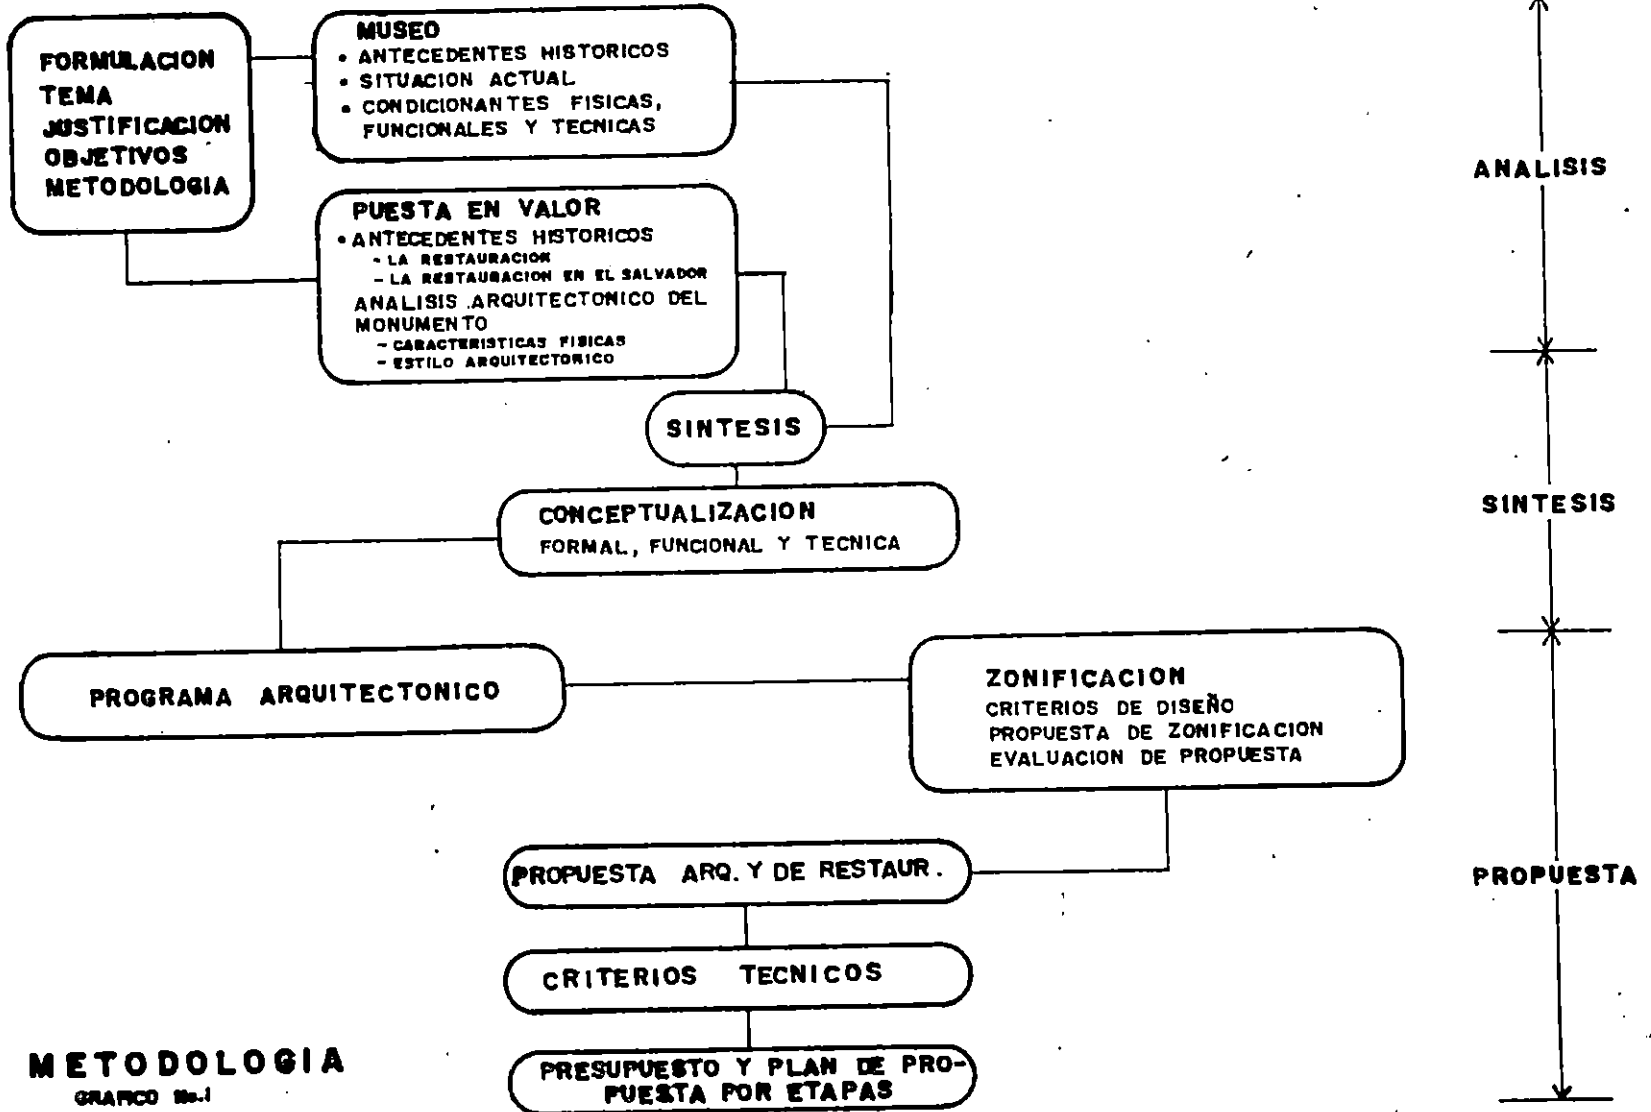 FORMULACION
TEMA
JUSTIFICACION
OBJETIVOS
METODOLOGIA
MUSEO
• ANTECEDENTES HISTORICOS
• SITUACION ACTUAL
• CONDICIONANTES FISICAS,
FUNCIONALES Y TECNICAS
PUESTA EN VALOR
• ANTECEDENTES HISTORICOS
- LA RESTAURACION
- LA RESTAURACION EN EL SALVADOR
ANALISIS ARQUITECTONICO DEL
MONUMENTO
- CARACTERISTICAS FISICAS
- ESTILO ARQUITECTONICO
ANALISIS
SINTESIS
CONCEPTUALIZACION
FORMAL, FUNCIONAL Y TECNICA
SINTESIS
PROGRAMA ARQUITECTONICO
ZONIFICACION
CRITERIOS DE DISEÑO
PROPUESTA DE ZONIFICACION
EVALUACION DE PROPUESTA
PROPUESTA ARQ. Y DE RESTAUR.
CRITERIOS TECNICOS
PRESUPUESTO Y PLAN DE PRO-
PUESTA POR ETAPAS
PROPUESTA
METODOLOGIA
GRAFICO No.1